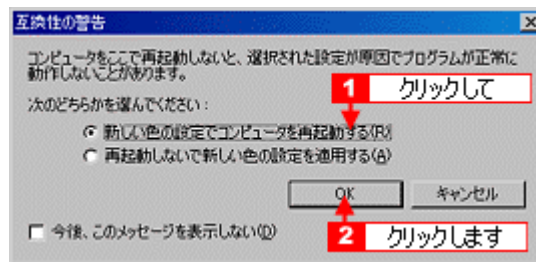 互換性の警告
コンピュータをここで再起動しないと、選択された設定が原因でプログラムが正常に
動作しないことがあります。
1 クリックして
次のどちらかを選んでください：
新しい色の設定でコンピュータを再起動する(R)
再起動しないで新しい色の設定を適用する(A)
OK キャンセル
今後、このメッセージを表示しない(D)
2 クリックします